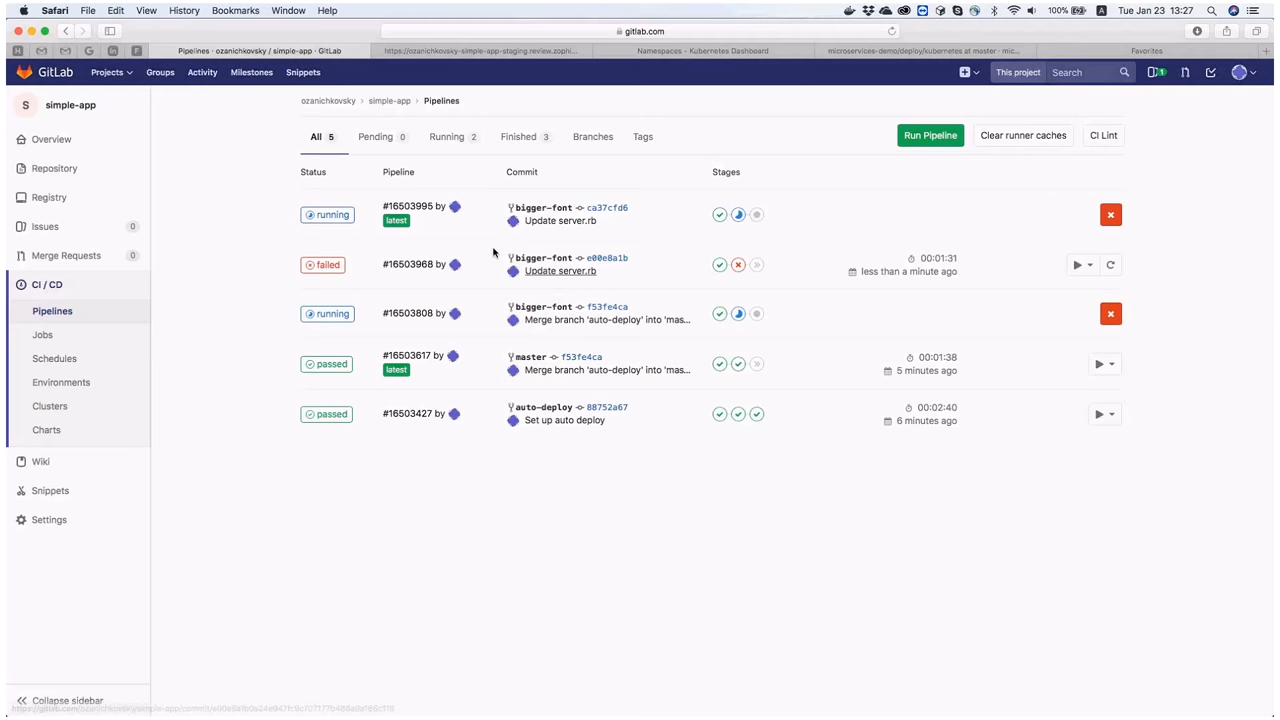 Safari File Edit View History Bookmarks Window Help 100% A Tue Jan 23 13:27
gitlab.com
Pipelines · ozanichkovsky / simple-app · GitLab https://ozanichkovsky-simple-app-staging.review.zophi... Namespaces - Kubernetes Dashboard microservices-demo/deploy/kubernetes at master · mic... Favorites
GitLab Projects Groups Activity Milestones Snippets This project Search 1
S simple-app
ozanichkovsky > simple-app > Pipelines
Overview
Repository
Registry
Issues 0
Merge Requests 0
CI / CD
Pipelines
Jobs
Schedules
Environments
Clusters
Charts
Wiki
Snippets
Settings
Collapse sidebar
All 5 Pending 0 Running 2 Finished 3 Branches Tags Run Pipeline Clear runner caches CI Lint
Status Pipeline Commit Stages
running #16503995 by latest bigger-font ca37cfd6
Update server.rb
failed #16503968 by bigger-font e00e8a1b 00:01:31
Update server.rb less than a minute ago
running #16503808 by bigger-font f53fe4ca
Merge branch 'auto-deploy' into 'mas...
passed #16503617 by latest master f53fe4ca 00:01:38
Merge branch 'auto-deploy' into 'mas... 5 minutes ago
passed #16503427 by auto-deploy 88752a67 00:02:40
Set up auto deploy 6 minutes ago